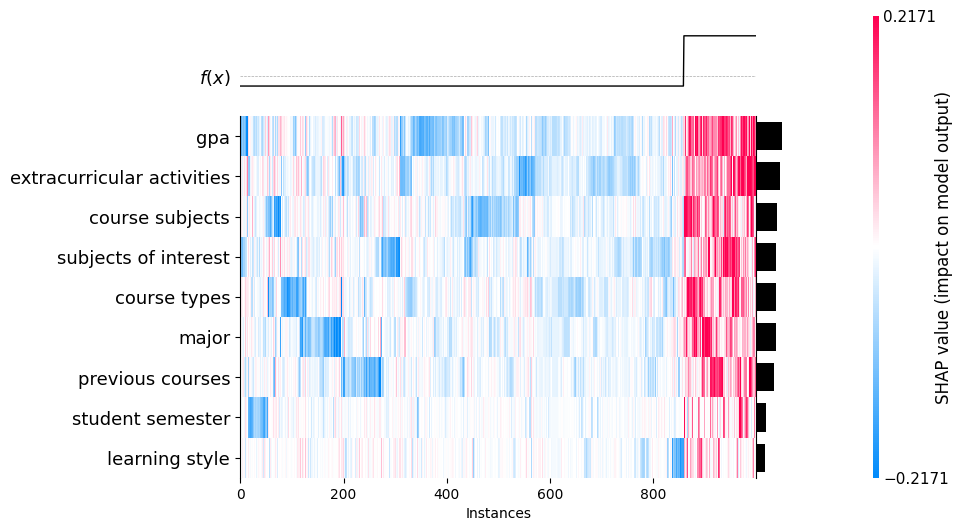 0.2171
f(x)
gpa
extracurricular activities
course subjects
subjects of interest
course types
major
previous courses
student semester
learning style
0 200 400 600 800
Instances
SHAP value (impact on model output)
−0.2171